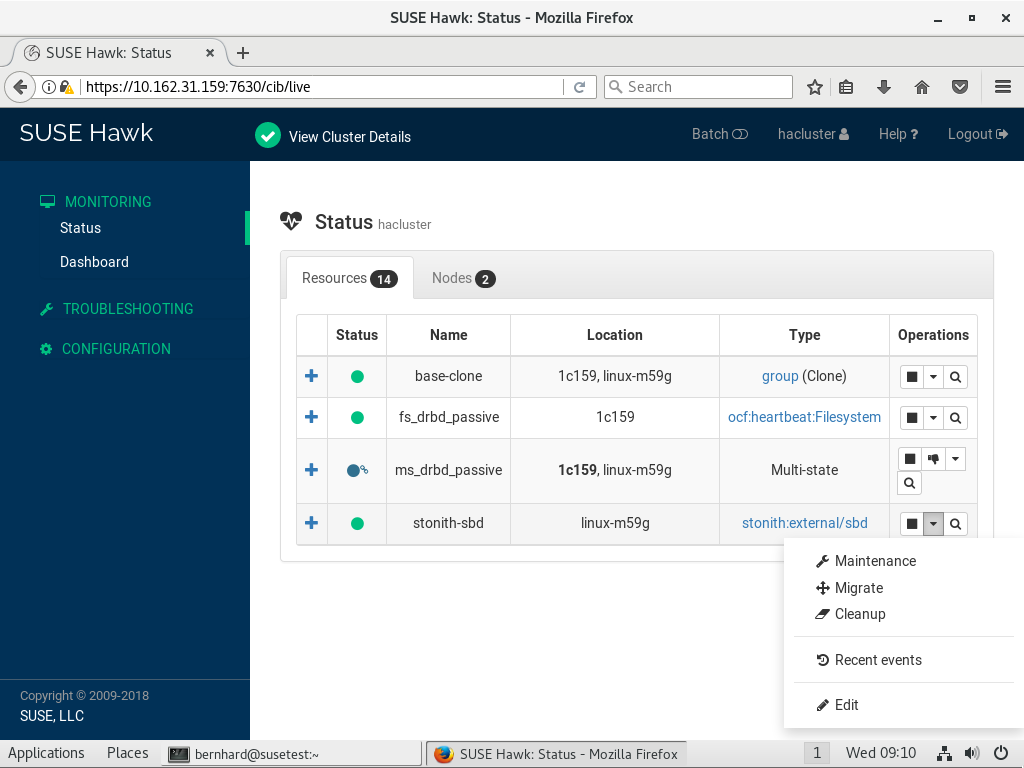 SUSE Hawk: Status - Mozilla Firefox
SUSE Hawk: Status
https://10.162.31.159:7630/cib/live
Search
SUSE Hawk
View Cluster Details
Batch
hacluster
Help ?
Logout
MONITORING
Status
Dashboard
TROUBLESHOOTING
CONFIGURATION
Status hacluster
Resources 14
Nodes 2
Status Name Location Type Operations
base-clone 1c159, linux-m59g group (Clone)
fs_drbd_passive 1c159 ocf:heartbeat:Filesystem
ms_drbd_passive 1c159, linux-m59g Multi-state
stonith-sbd linux-m59g stonith:external/sbd
Maintenance
Migrate
Cleanup
Recent events
Edit
Copyright © 2009-2018
SUSE, LLC
Applications Places bernhard@susetest:~ SUSE Hawk: Status - Mozilla Firefox 1 Wed 09:10